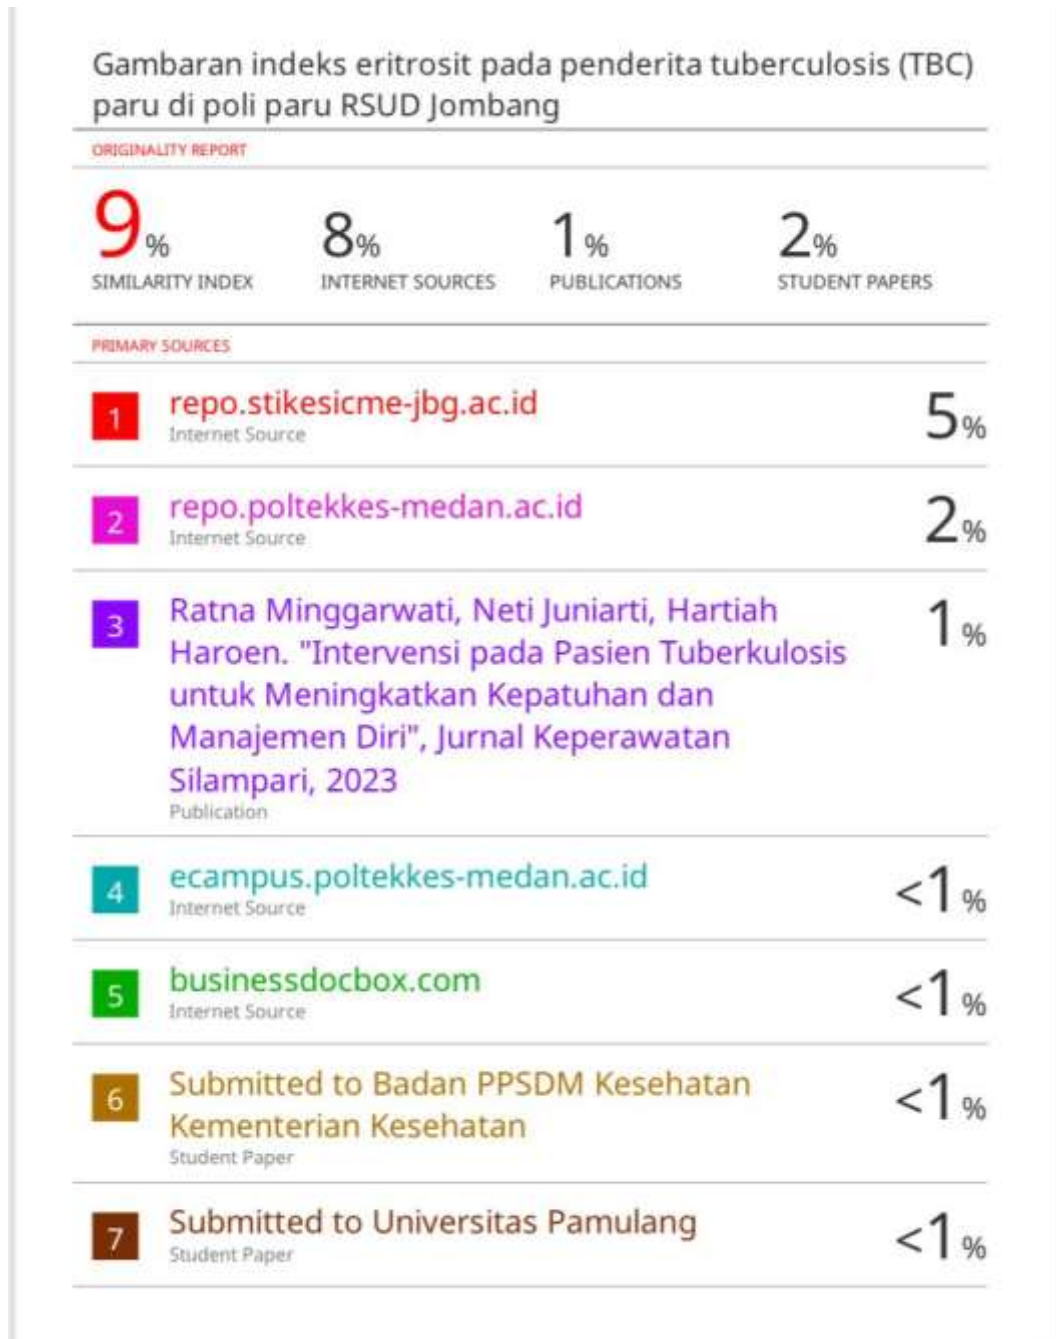 Gambaran indeks eritrosit pada penderita tuberculosis (TBC)
paru di poli paru RSUD Jombang
ORIGINALITY REPORT
9%
8%
1%
2%
SIMILARITY INDEX
INTERNET SOURCES
PUBLICATIONS
STUDENT PAPERS
PRIMARY SOURCES
1 repo.stikesicme-jbg.ac.id 5%
Internet Source
2 repo.poltekkes-medan.ac.id 2%
Internet Source
3 Ratna Minggarwati, Neti Juniarti, Hartiah 1%
Haroen. "Intervensi pada Pasien Tuberkulosis
untuk Meningkatkan Kepatuhan dan
Manajemen Diri", Jurnal Keperawatan
Silampari, 2023
Publication
4 ecampus.poltekkes-medan.ac.id <1%
Internet Source
5 businessdocbox.com <1%
Internet Source
6 Submitted to Badan PPSDM Kesehatan <1%
Kementerian Kesehatan
Student Paper
7 Submitted to Universitas Pamulang <1%
Student Paper